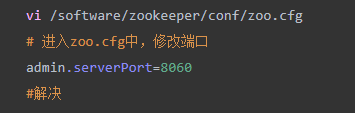 vi /software/zookeeper/conf/zoo.cfg
# 进入zoo.cfg中，修改端口
admin.serverPort=8060
#解决